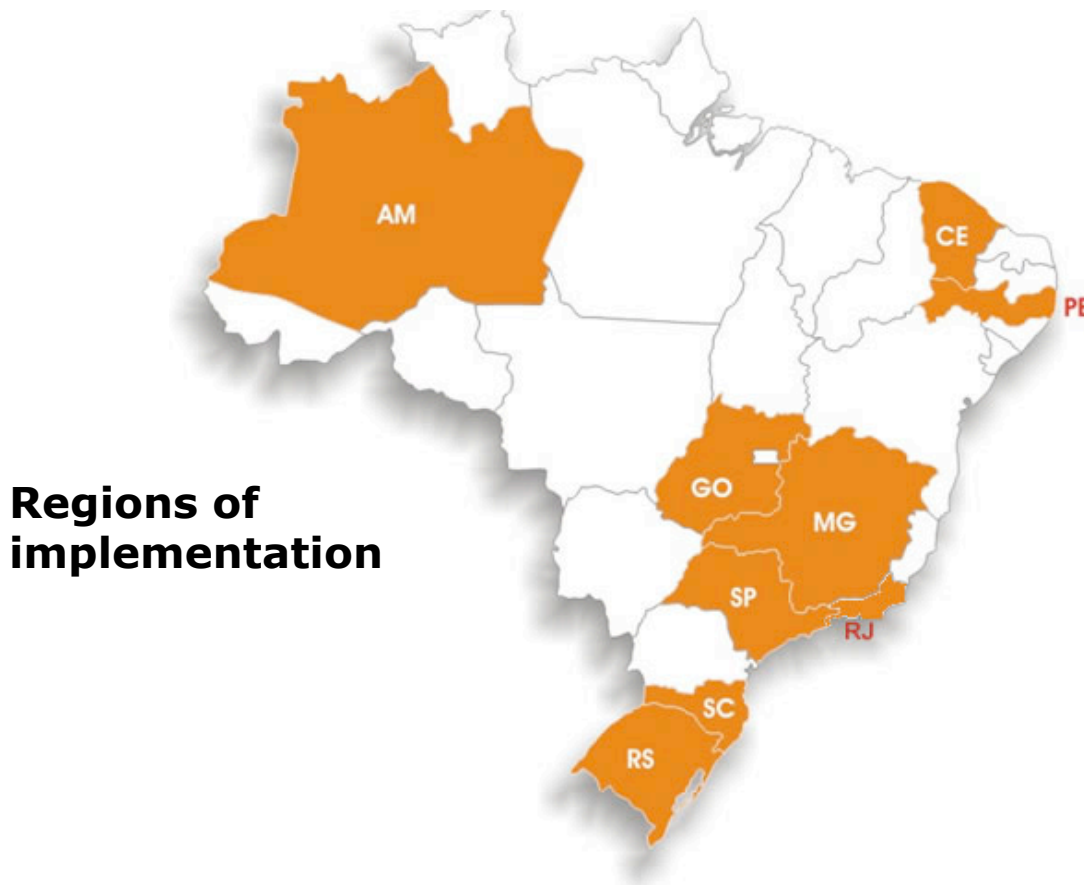 AM
CE
PE
GO
MG
Regions of
implementation
SP
RJ
SC
RS